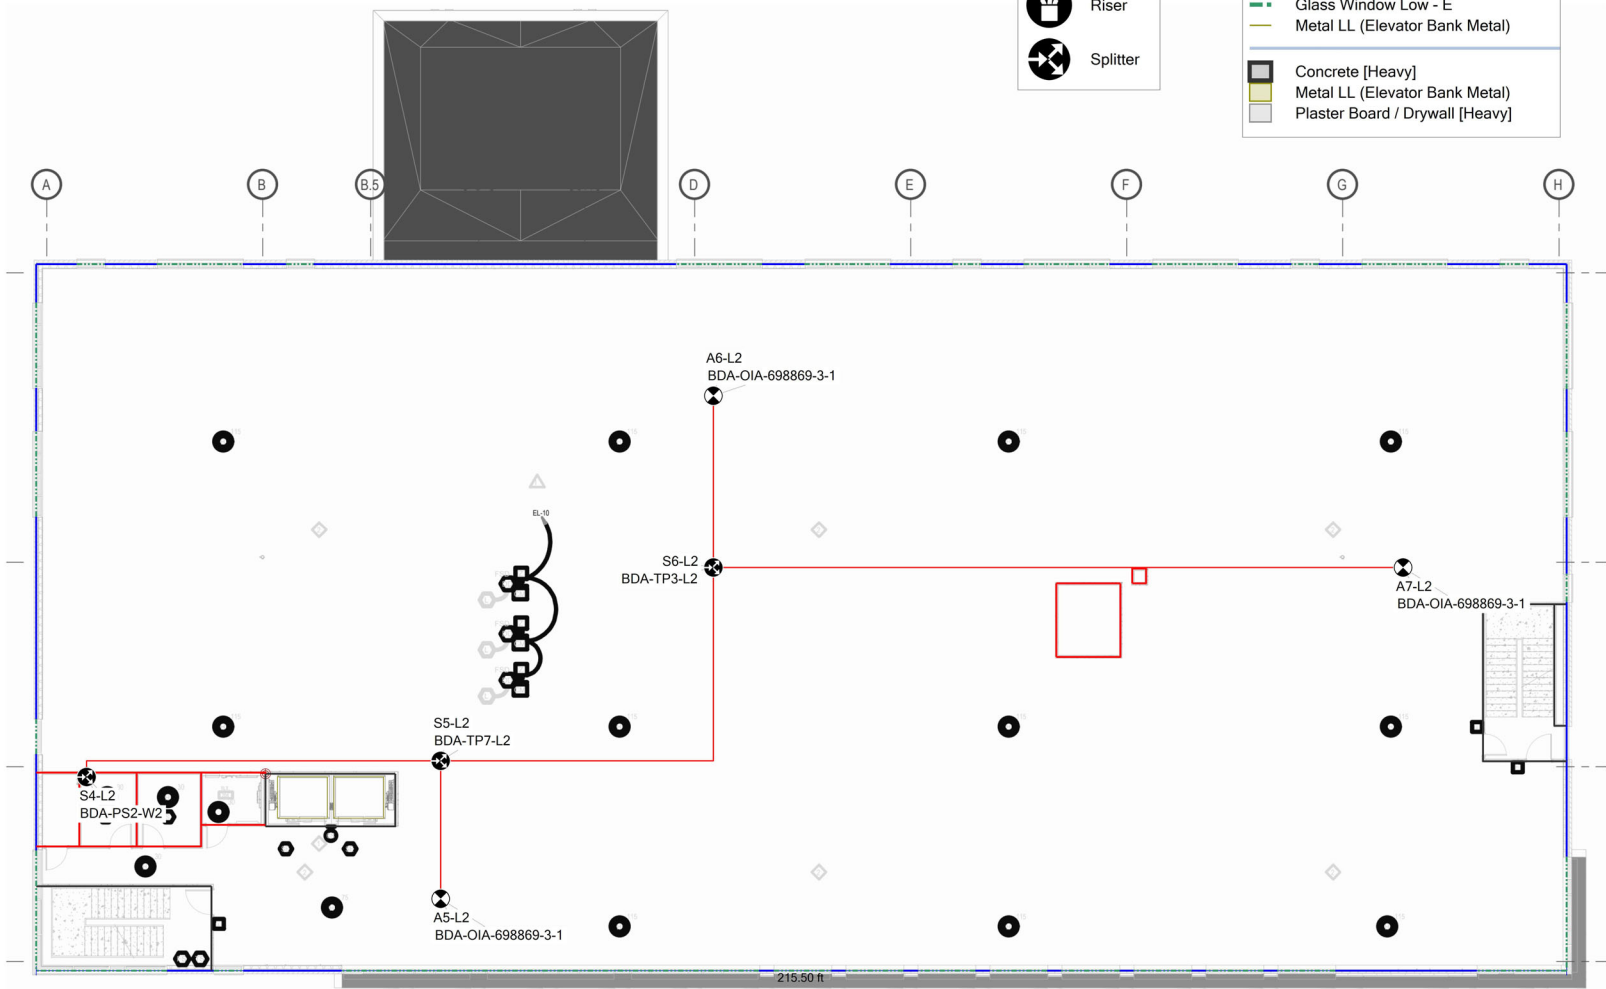 Riser
Splitter
Glass Window Low - E
Metal LL (Elevator Bank Metal)
Concrete [Heavy]
Metal LL (Elevator Bank Metal)
Plaster Board / Drywall [Heavy]
A
B
B.5
D
E
F
G
H
A6-L2
BDA-OIA-698869-3-1
EL-10
S6-L2
BDA-TP3-L2
A7-L2
BDA-OIA-698869-3-1
S5-L2
BDA-TP7-L2
S4-L2
BDA-PS2-W2
A5-L2
BDA-OIA-698869-3-1
215.50 ft